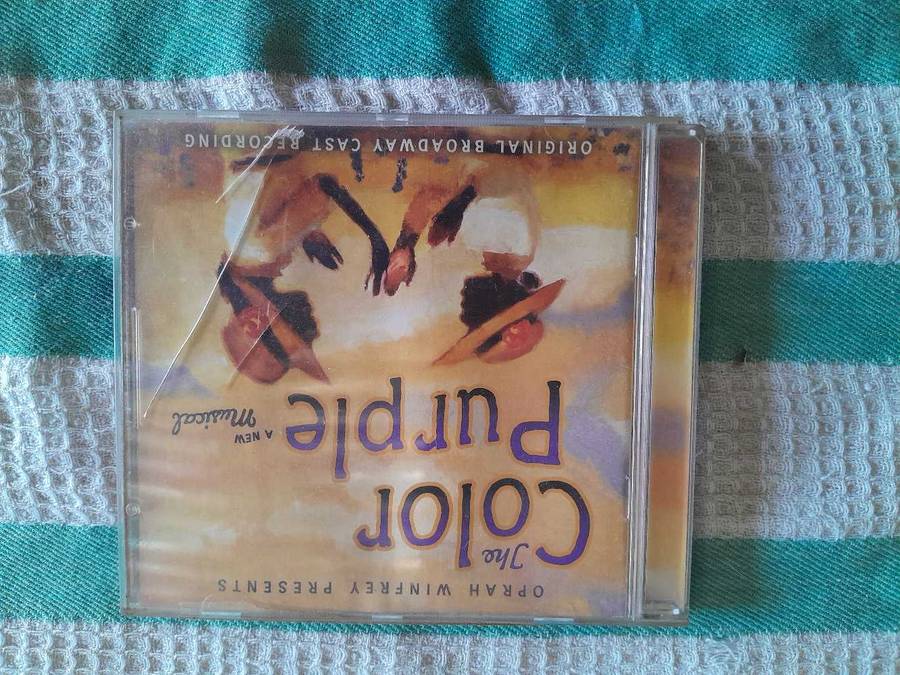 OPRAH WINFREY PRESENTS
The
Color
Purple
A NEW
Musical
ORIGINAL BROADWAY CAST RECORDING